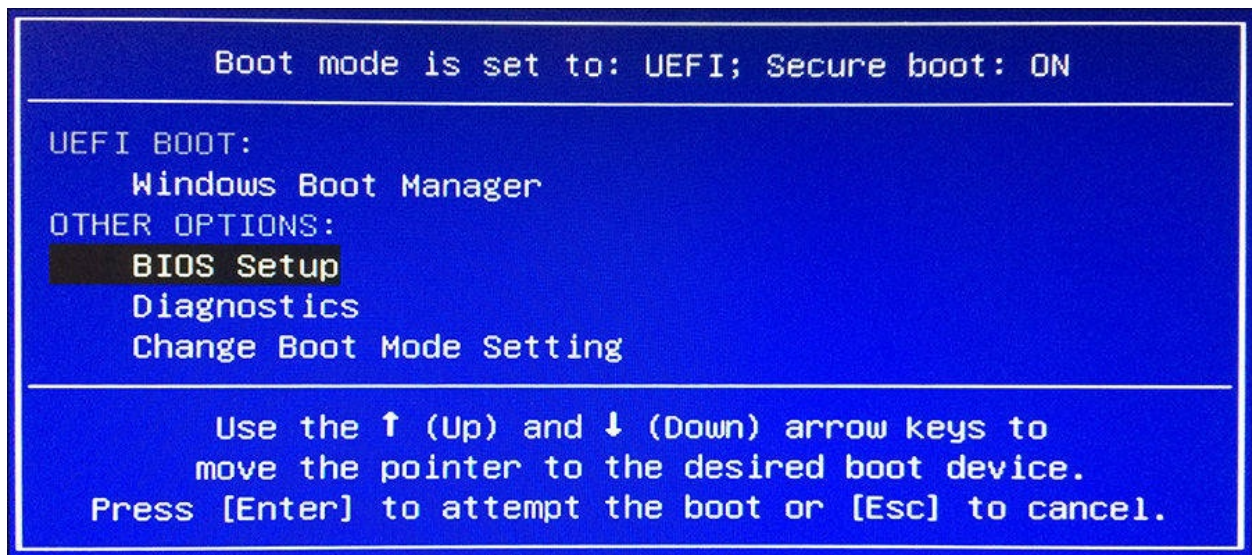 Boot mode is set to: UEFI; Secure boot: ON
UEFI BOOT:
Windows Boot Manager
OTHER OPTIONS:
BIOS Setup
Diagnostics
Change Boot Mode Setting
Use the ↑ (Up) and ↓ (Down) arrow keys to
move the pointer to the desired boot device.
Press [Enter] to attempt the boot or [Esc] to cancel.